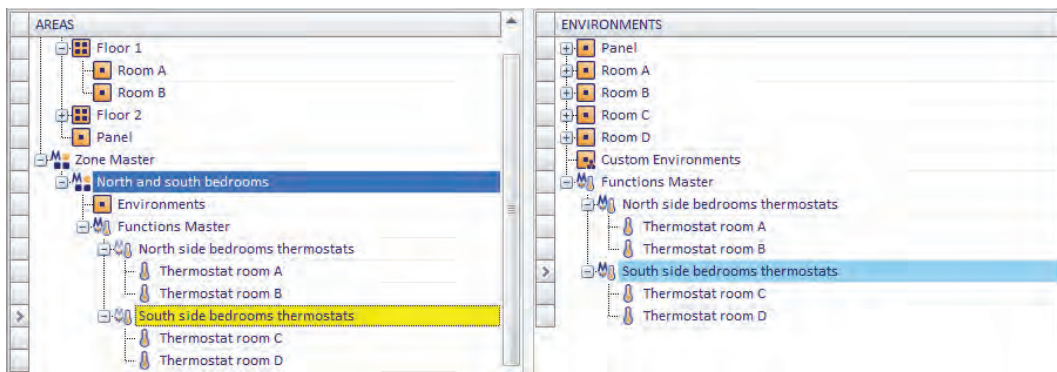 AREAS
Floor 1
Room A
Room B
Floor 2
Panel
Zone Master
North and south bedrooms
Environments
Functions Master
North side bedrooms thermostats
Thermostat room A
Thermostat room B
South side bedrooms thermostats
Thermostat room C
Thermostat room D
ENVIRONMENTS
Panel
Room A
Room B
Room C
Room D
Custom Environments
Functions Master
North side bedrooms thermostats
Thermostat room A
Thermostat room B
South side bedrooms thermostats
Thermostat room C
Thermostat room D